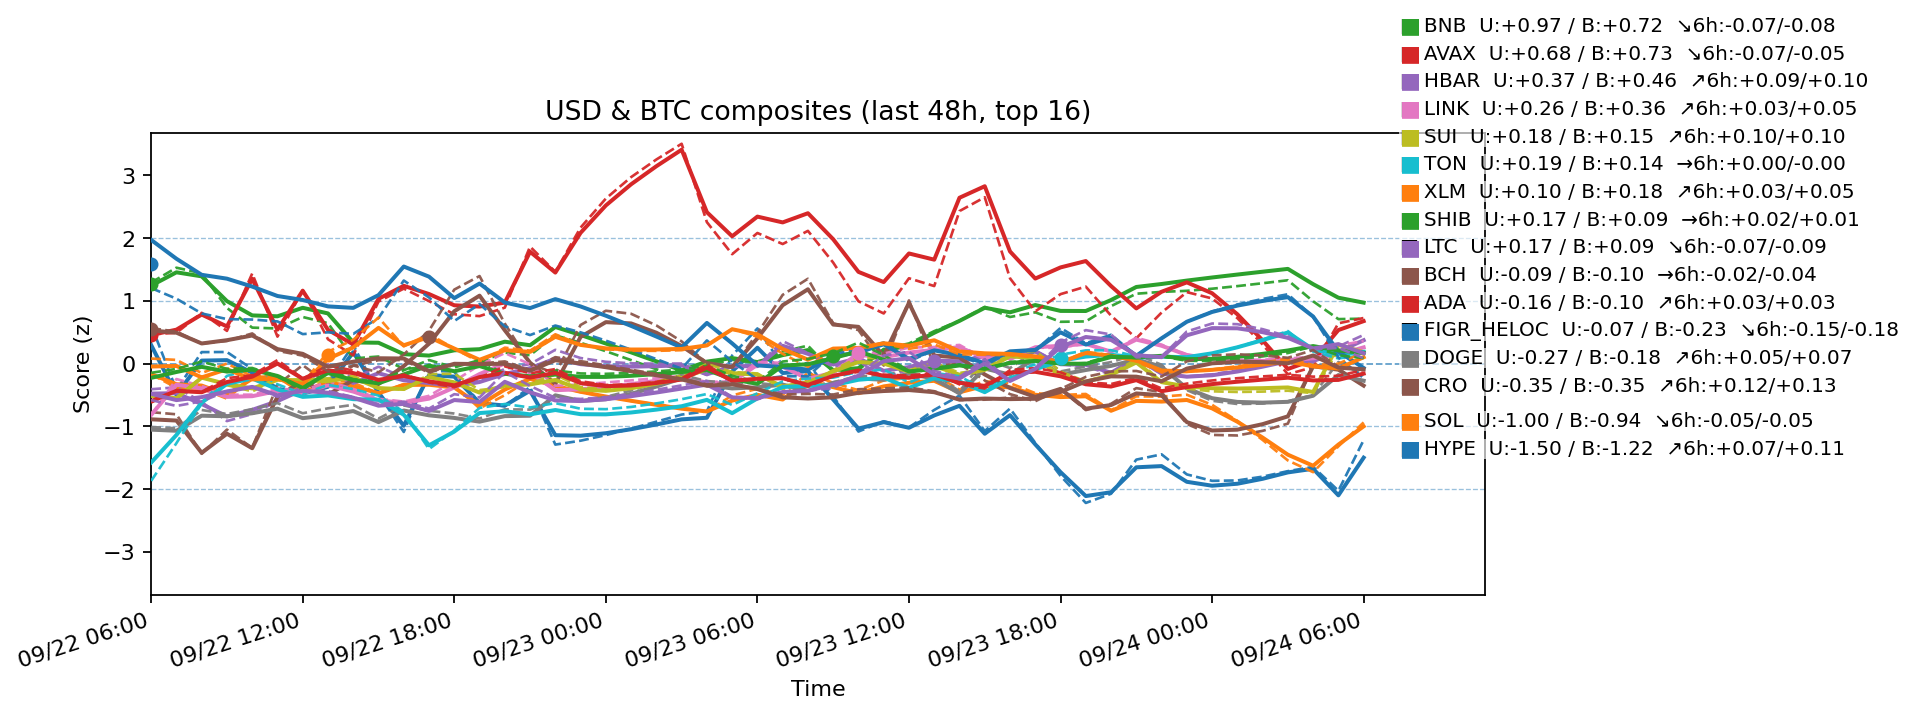 BNB U:+0.97 / B:+0.72 ↘6h:-0.07/-0.08
AVAX U:+0.68 / B:+0.73 ↘6h:-0.07/-0.05
HBAR U:+0.37 / B:+0.46 ↗6h:+0.09/+0.10
LINK U:+0.26 / B:+0.36 ↗6h:+0.03/+0.05
SUI U:+0.18 / B:+0.15 ↗6h:+0.10/+0.10
TON U:+0.19 / B:+0.14 →6h:+0.00/-0.00
XLM U:+0.10 / B:+0.18 ↗6h:+0.03/+0.05
SHIB U:+0.17 / B:+0.09 →6h:+0.02/+0.01
LTC U:+0.17 / B:+0.09 ↘6h:-0.07/-0.09
BCH U:-0.09 / B:-0.10 →6h:-0.02/-0.04
ADA U:-0.16 / B:-0.10 ↗6h:+0.03/+0.03
FIGR_HELOC U:-0.07 / B:-0.23 ↘6h:-0.15/-0.18
DOGE U:-0.27 / B:-0.18 ↗6h:+0.05/+0.07
CRO U:-0.35 / B:-0.35 ↗6h:+0.12/+0.13
SOL U:-1.00 / B:-0.94 ↘6h:-0.05/-0.05
HYPE U:-1.50 / B:-1.22 ↗6h:+0.07/+0.11
USD & BTC composites (last 48h, top 16)
Score (z)
3
2
1
0
−1
−2
−3
09/22 06:00
09/22 12:00
09/22 18:00
09/23 00:00
09/23 06:00
09/23 12:00
09/23 18:00
09/24 00:00
09/24 06:00
Time